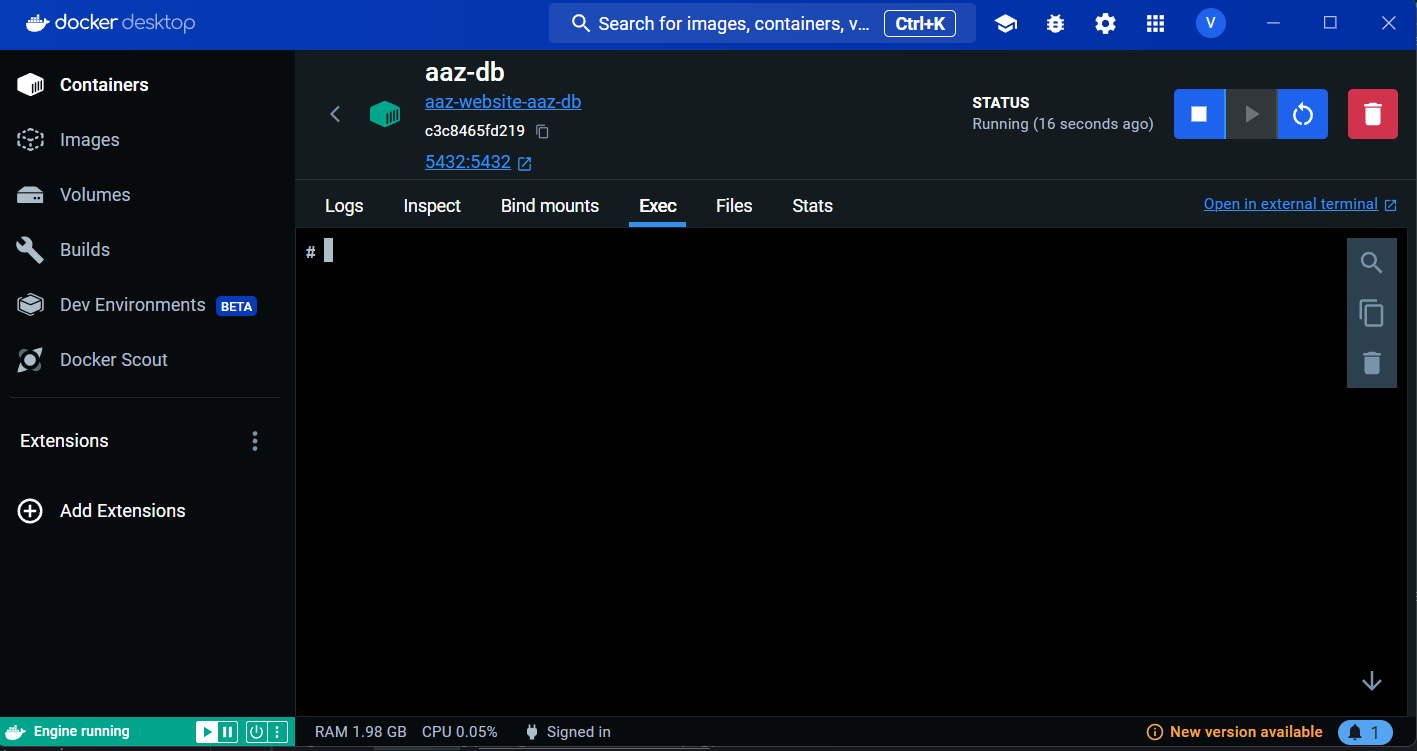 docker desktop
Search for images, containers, v...
Ctrl+K
V
Containers
Images
Volumes
Builds
Dev Environments BETA
Docker Scout
Extensions
Add Extensions
aaz-db
aaz-website-aaz-db
c3c8465fd219
5432:5432
STATUS
Running (16 seconds ago)
Logs
Inspect
Bind mounts
Exec
Files
Stats
Open in external terminal
#
Engine running
RAM 1.98 GB
CPU 0.05%
Signed in
New version available
1